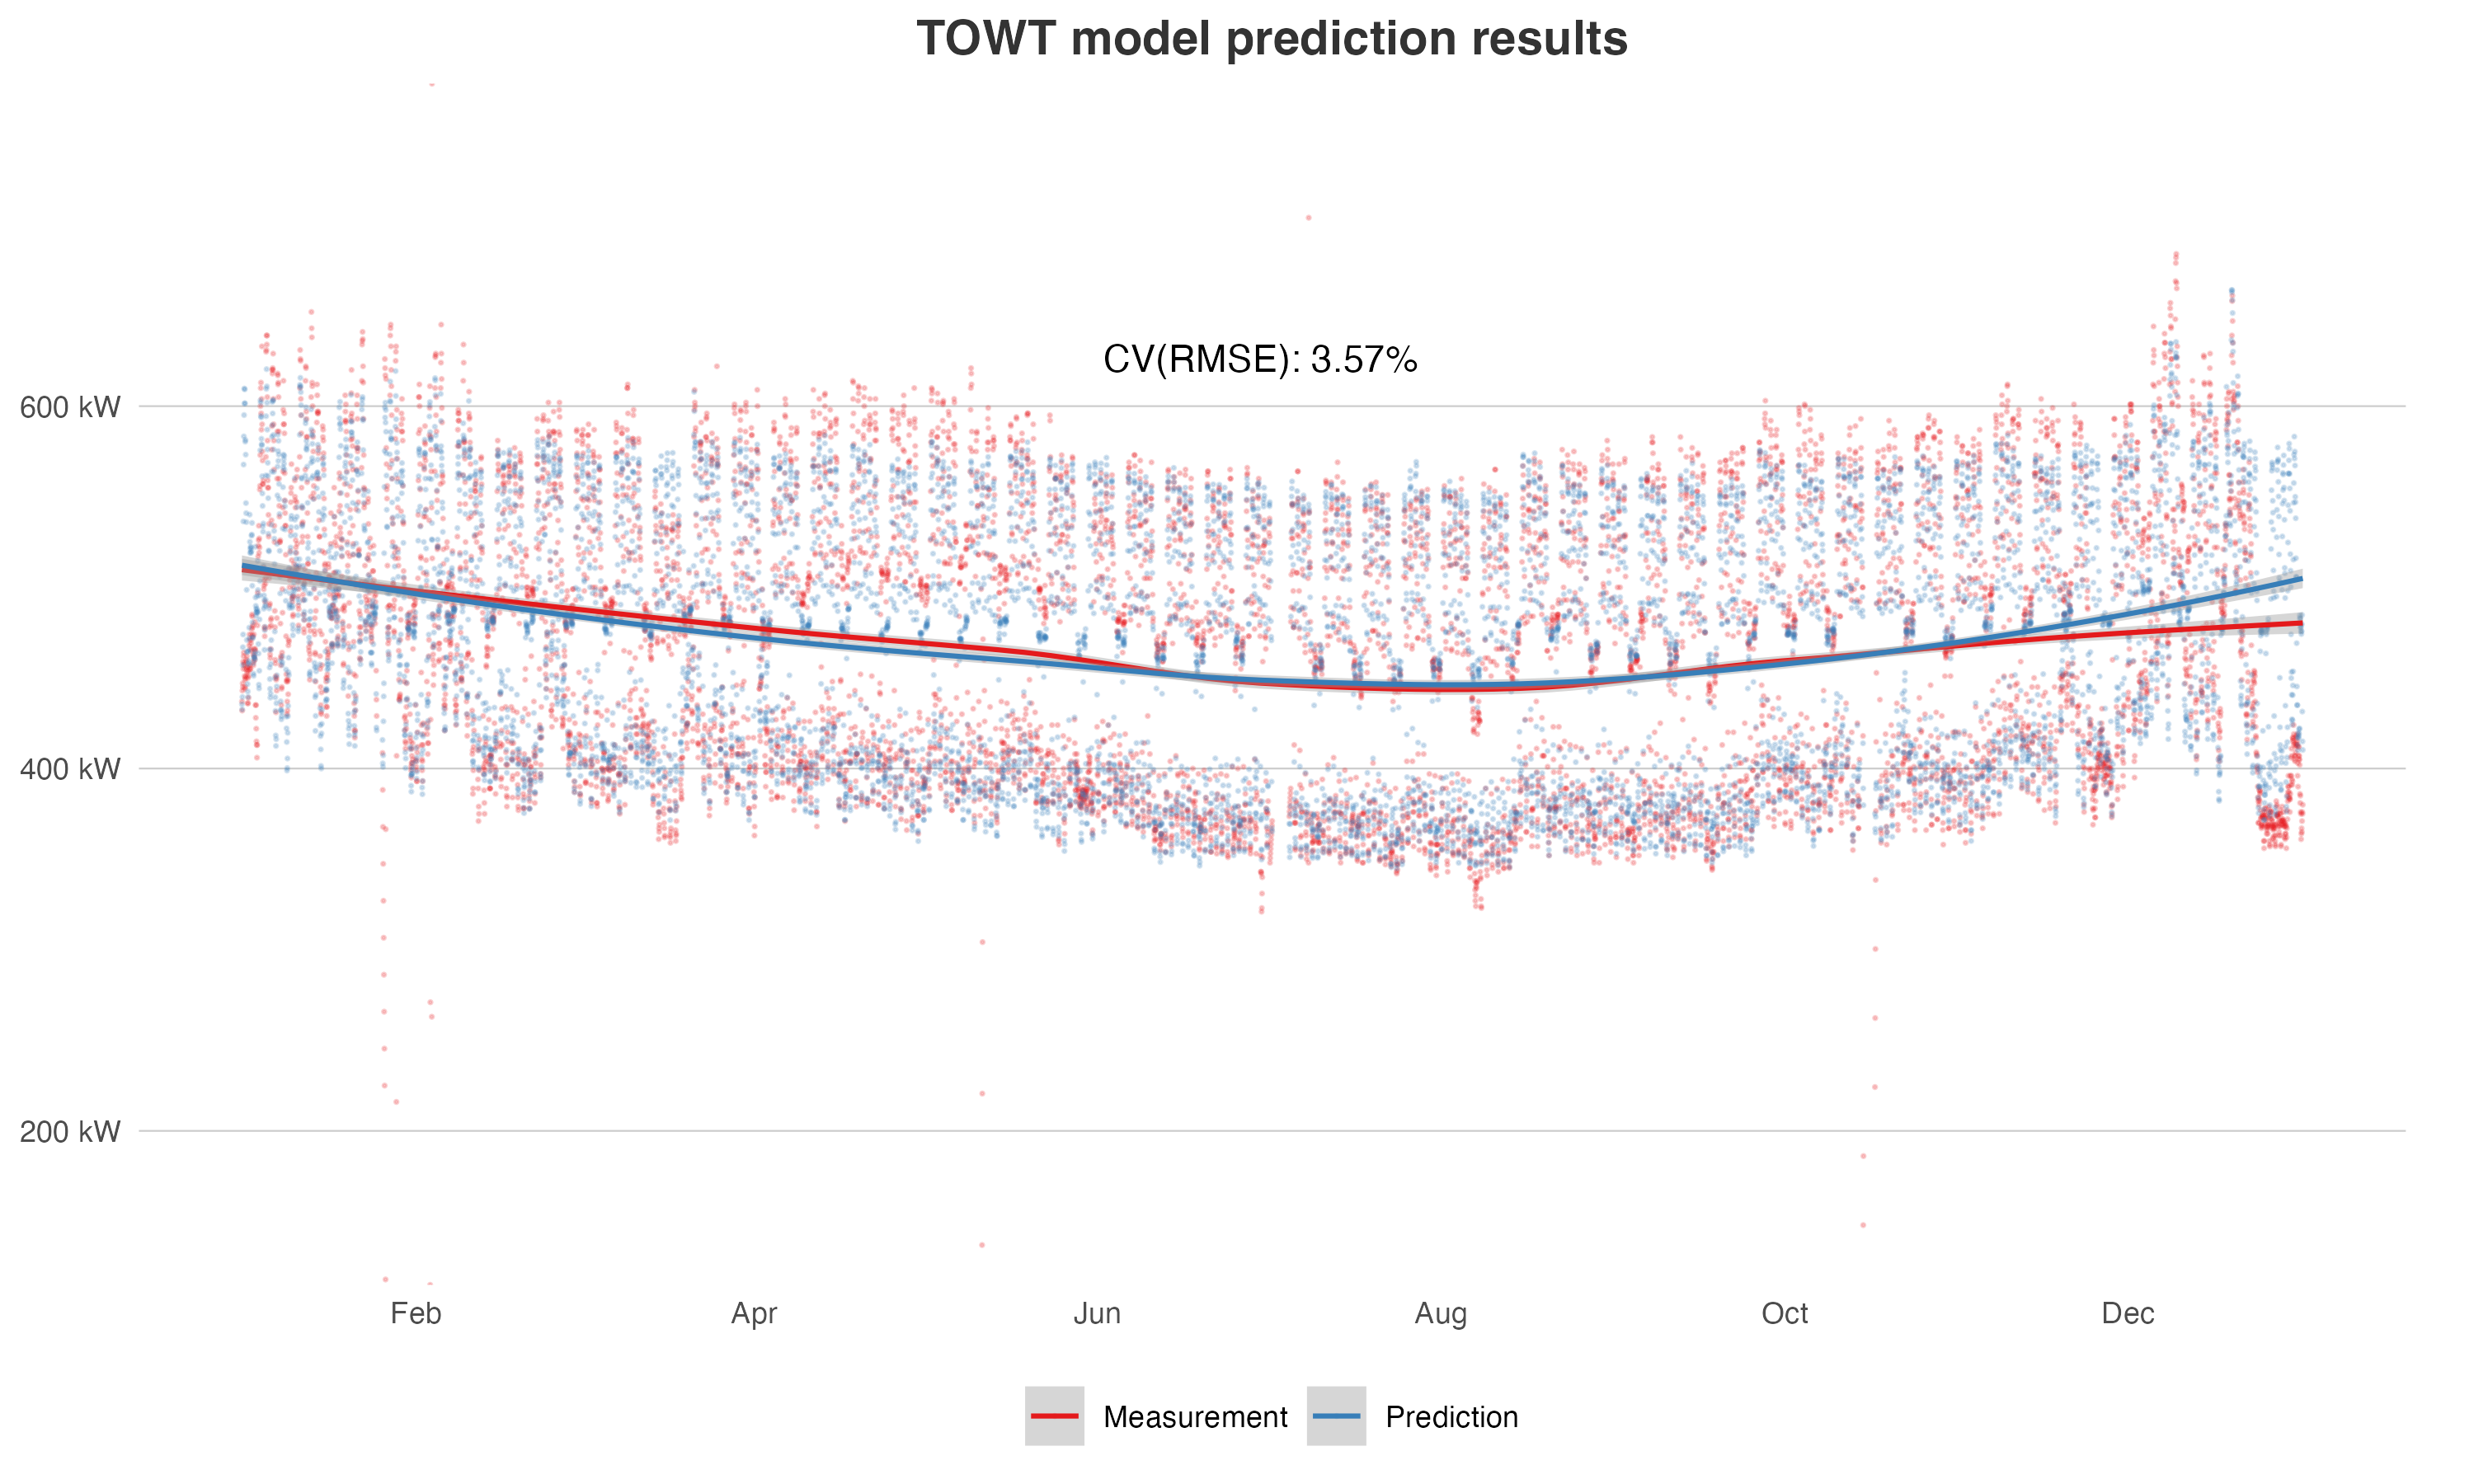 TOWT model prediction results
CV(RMSE): 3.57%
600 kW
400 kW
200 kW
Feb Apr Jun Aug Oct Dec
Measurement Prediction